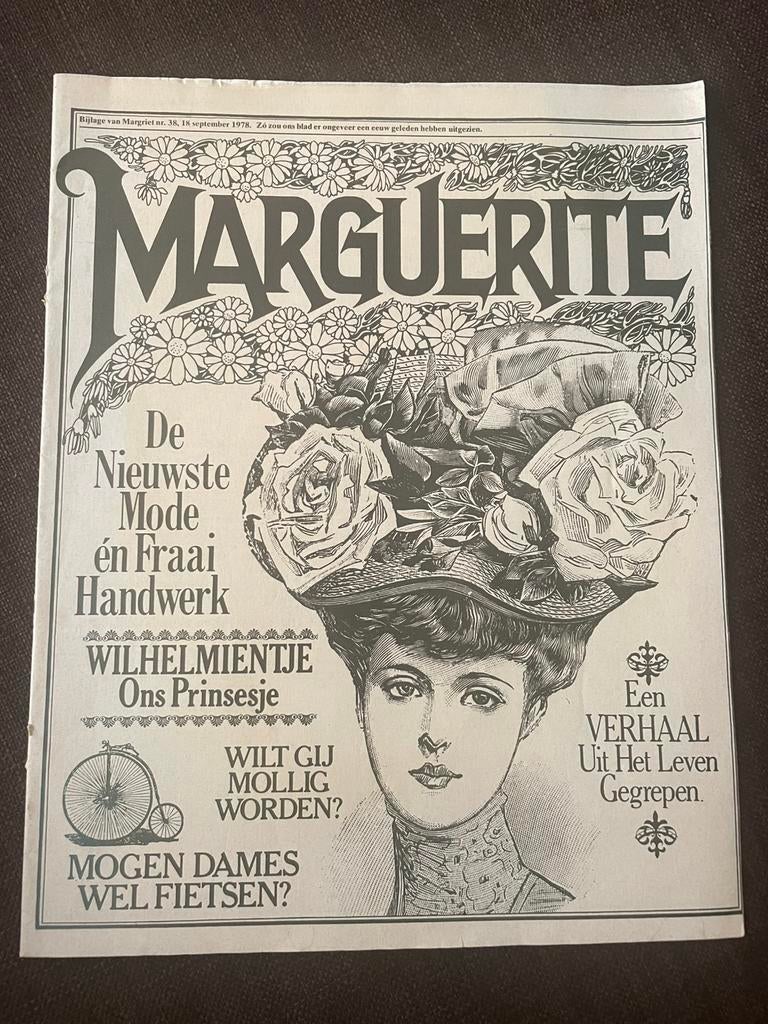 Bijlage van Margriet nr. 38, 18 september 1978. Zó zou ons blad er ongeveer een eeuw geleden hebben uitgezien.
MARGUERITE
De
Nieuwste
Mode
én Fraai
Handwerk
WILHELMIENTJE
Ons Prinsesje
WILT GIJ
MOLLIG
WORDEN?
MOGEN DAMES
WEL FIETSEN?
Een
VERHAAL
Uit Het Leven
Gegrepen.